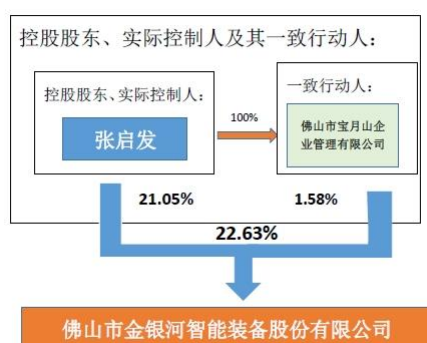 控股股东、实际控制人及其一致行动人：
控股股东、实际控制人：
张启发
100%
一致行动人：
佛山市宝月山企
业管理有限公司
21.05%
1.58%
22.63%
佛山市金银河智能装备股份有限公司